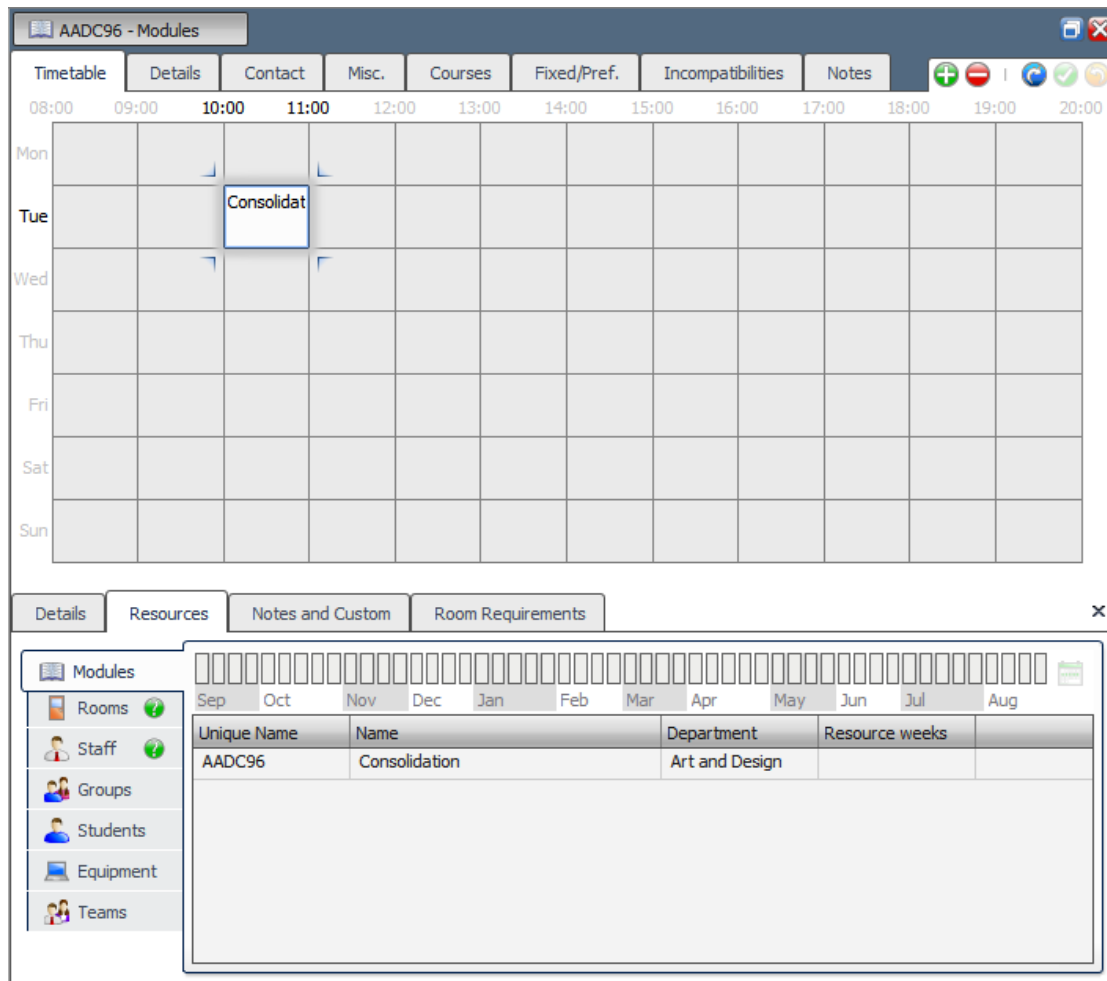 AADC96 - Modules
Timetable Details Contact Misc. Courses Fixed/Pref. Incompatibilities Notes
08:00 09:00 10:00 11:00 12:00 13:00 14:00 15:00 16:00 17:00 18:00 19:00 20:00
Mon
Tue Consolidat
Wed
Thu
Fri
Sat
Sun
Details Resources Notes and Custom Room Requirements
Modules
Rooms
Staff
Groups
Students
Equipment
Teams
Sep Oct Nov Dec Jan Feb Mar Apr May Jun Jul Aug
Unique Name Name Department Resource weeks
AADC96 Consolidation Art and Design